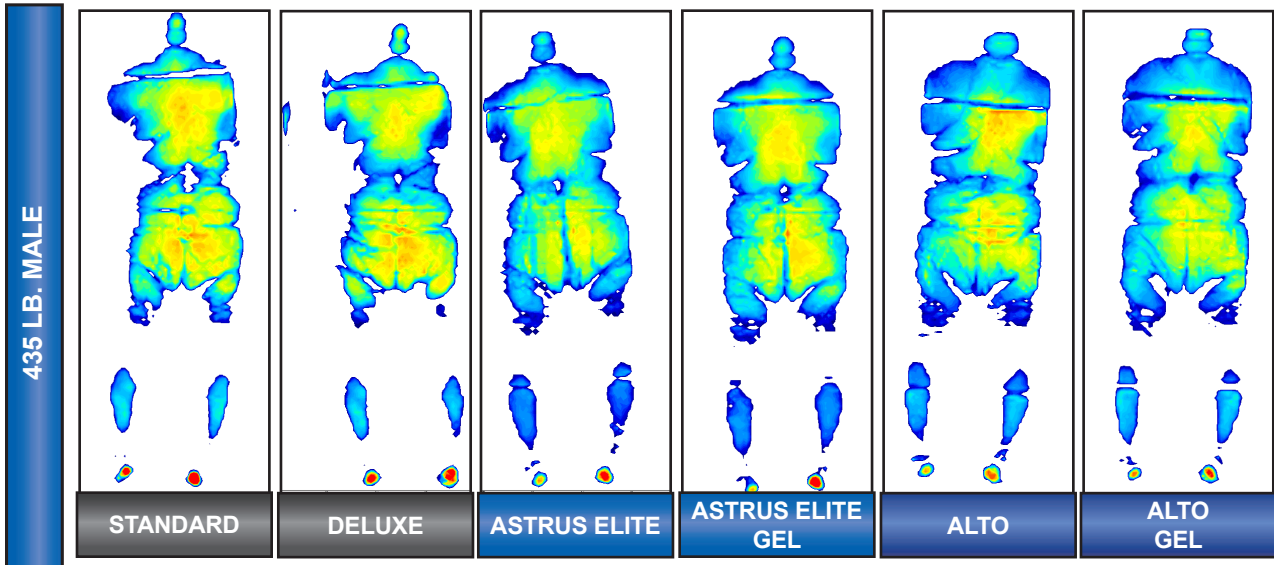 435 LB. MALE
STANDARD
DELUXE
ASTRUS ELITE
ASTRUS ELITE
GEL
ALTO
ALTO
GEL